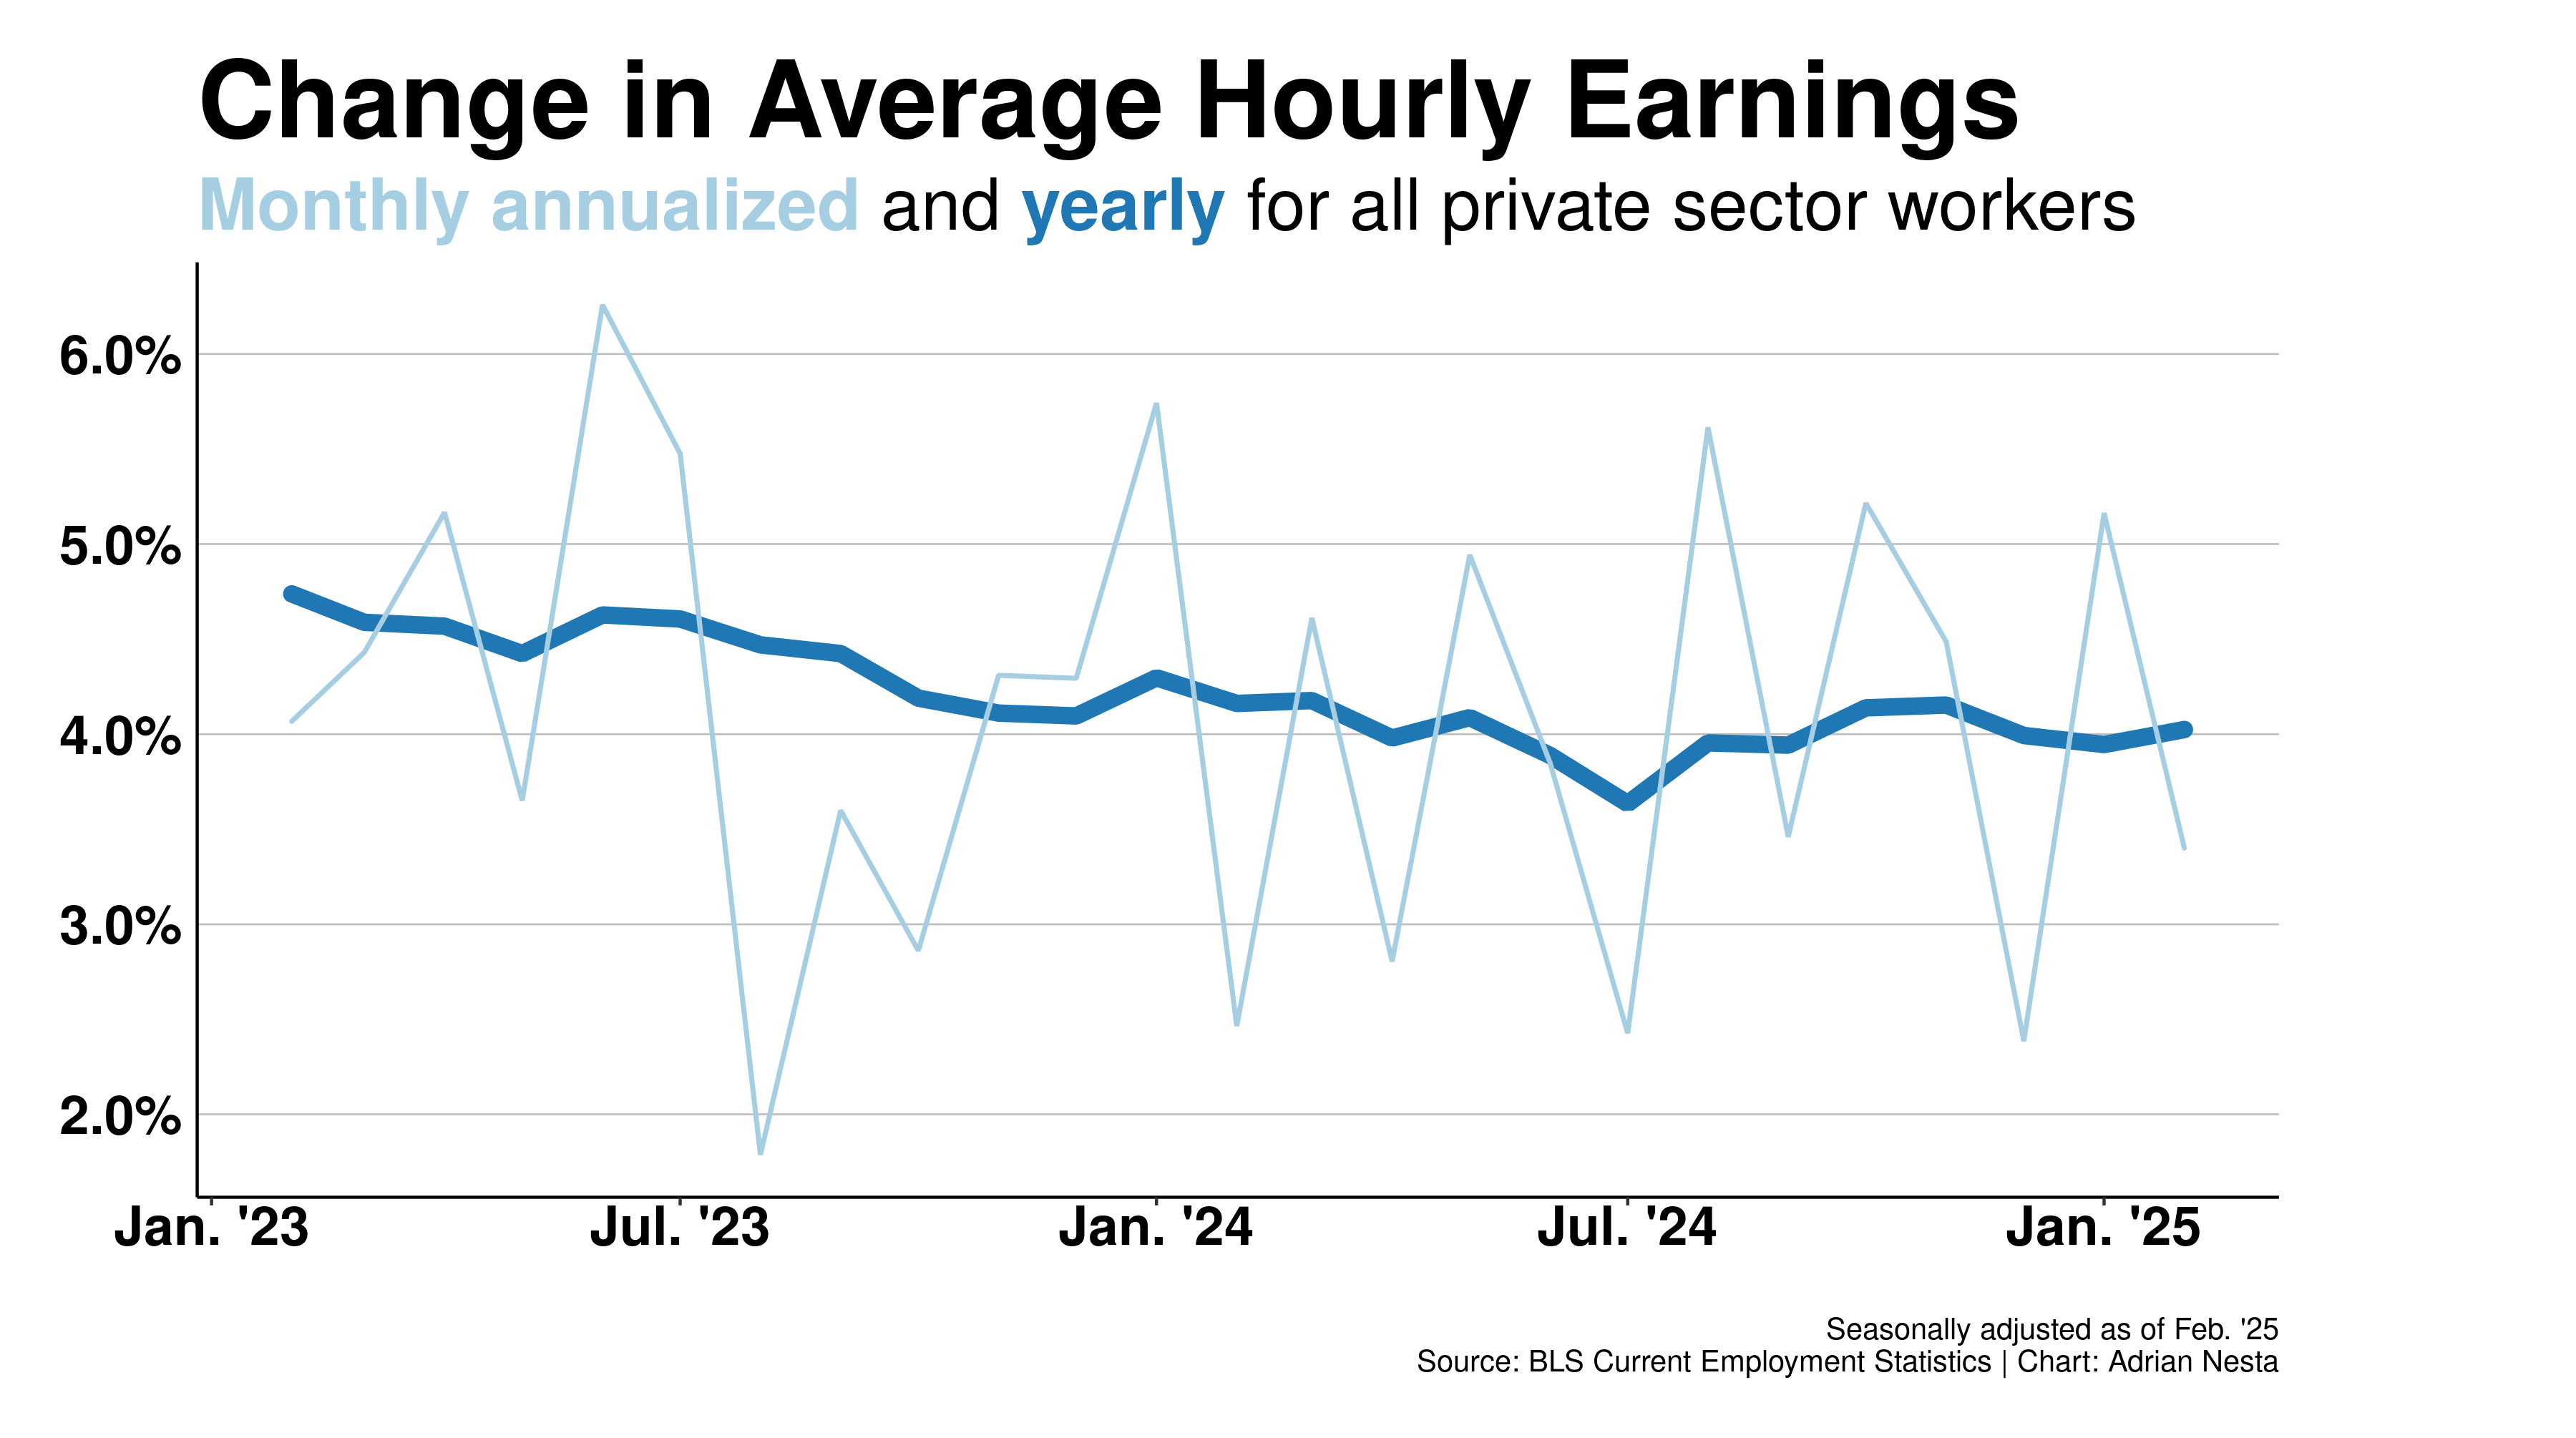 Change in Average Hourly Earnings
Monthly annualized and yearly for all private sector workers
6.0%
5.0%
4.0%
3.0%
2.0%
Jan. '23 Jul. '23 Jan. '24 Jul. '24 Jan. '25
Seasonally adjusted as of Feb. '25
Source: BLS Current Employment Statistics | Chart: Adrian Nesta